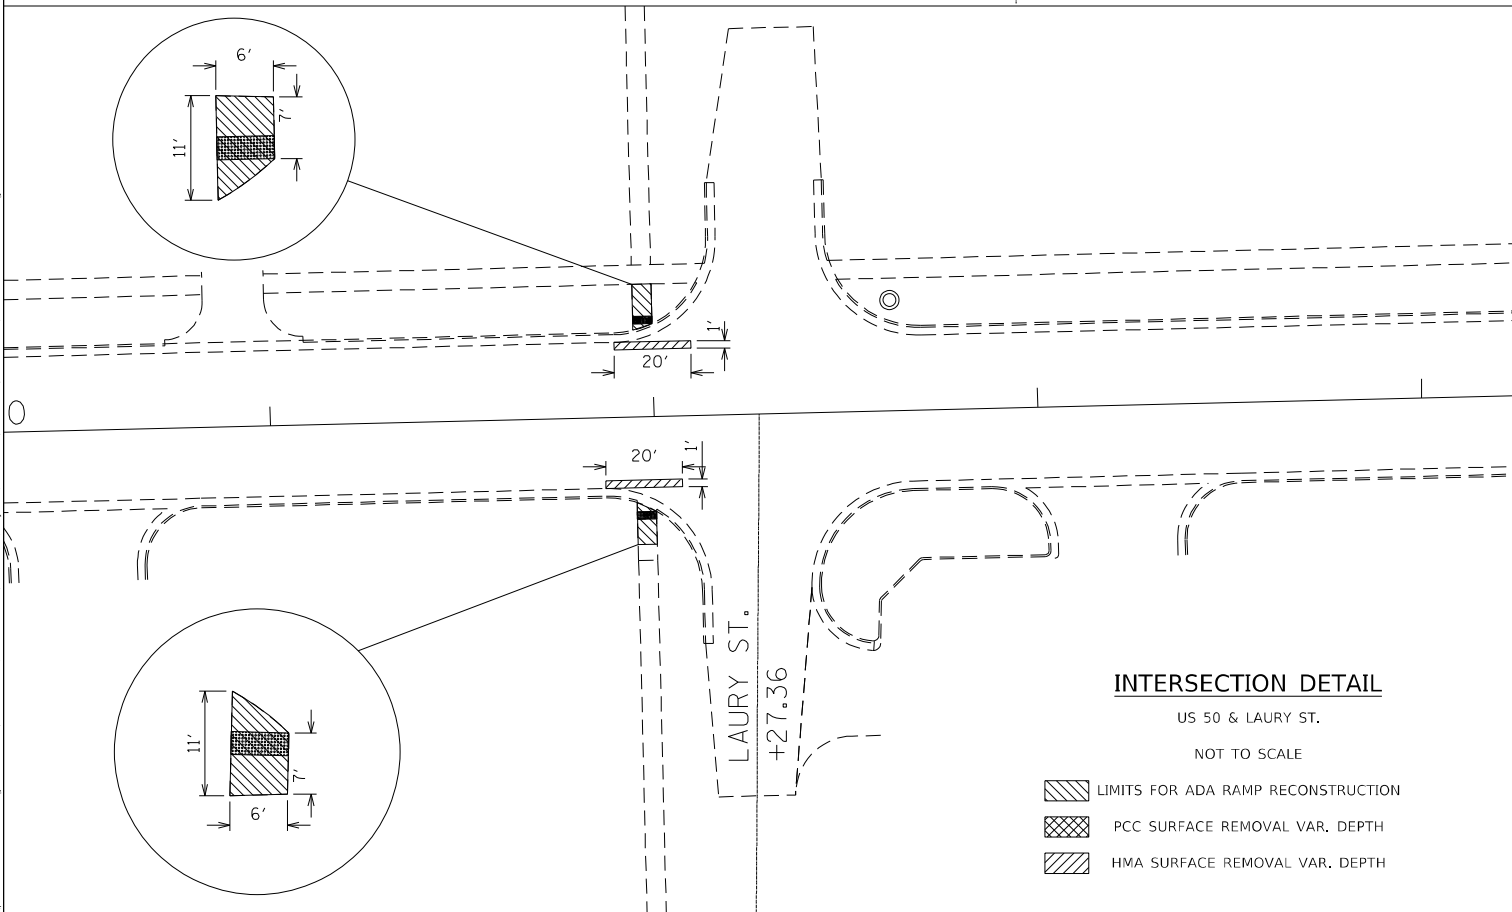 6'
7'
11'
1'
20'
0
20'
1'
LAURY ST.
+27.36
11'
7'
6'
INTERSECTION DETAIL
US 50 & LAURY ST.
NOT TO SCALE
LIMITS FOR ADA RAMP RECONSTRUCTION
PCC SURFACE REMOVAL VAR. DEPTH
HMA SURFACE REMOVAL VAR. DEPTH